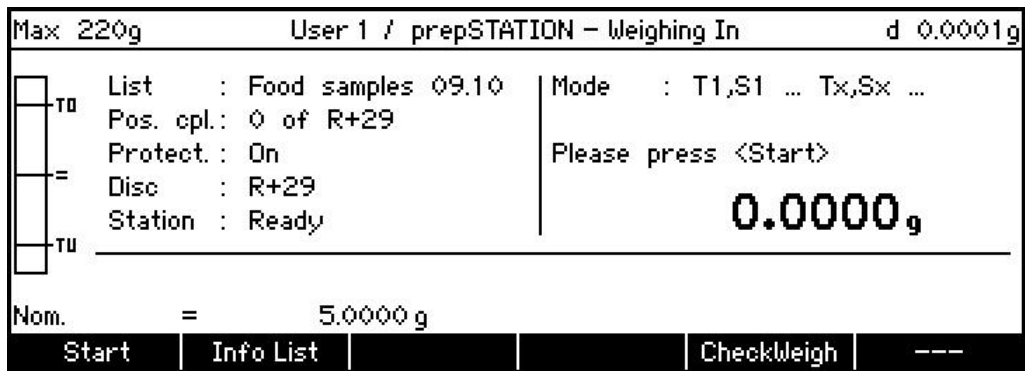 Max 220g User 1 / prepSTATION – Weighing In d 0.0001g
List : Food samples 09.10
Pos. cpl.: 0 of R+29
Protect. : On
Disc : R+29
Station : Ready
Mode : T1,S1 ... Tx,Sx ...
Please press <Start>
0.0000 g
TO
=
TU
Nom. = 5.0000 g
Start Info List CheckWeigh ---